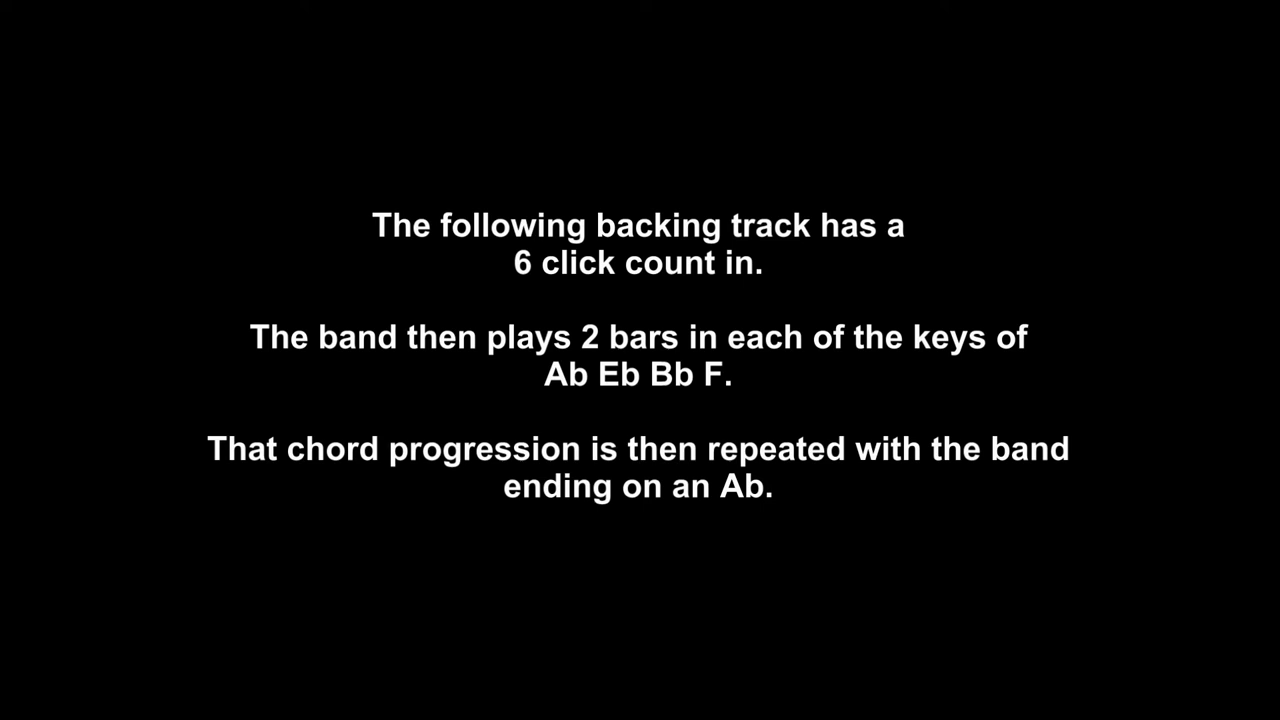 The following backing track has a
6 click count in.
The band then plays 2 bars in each of the keys of
Ab Eb Bb F.
That chord progression is then repeated with the band
ending on an Ab.